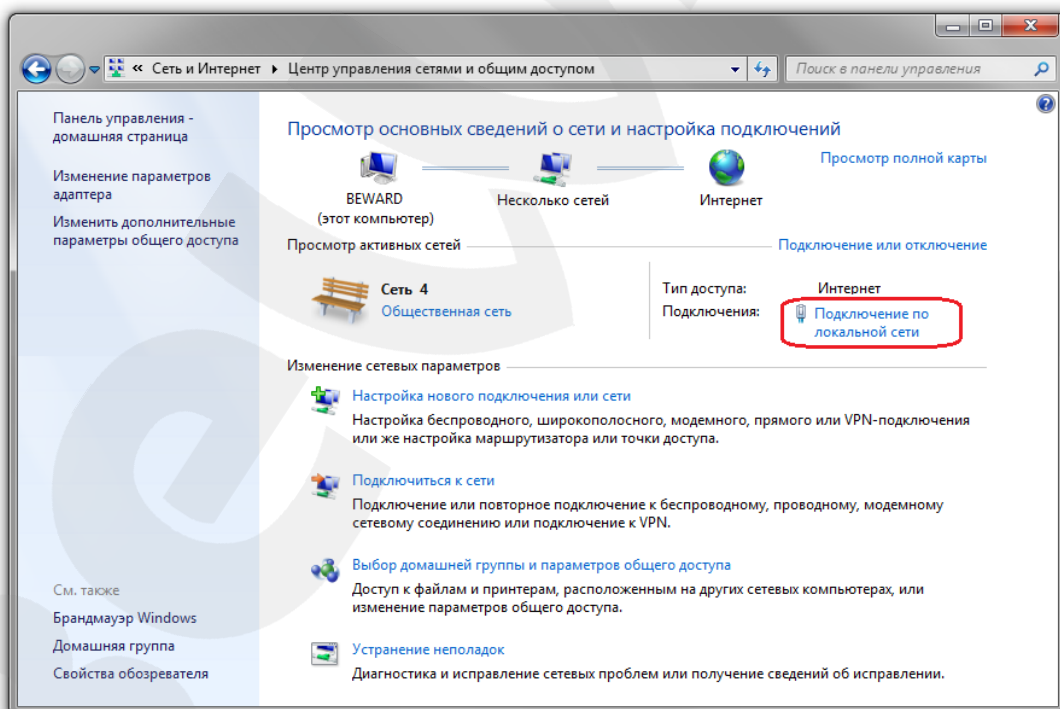 « Сеть и Интернет ▸ Центр управления сетями и общим доступом
Поиск в панели управления
Панель управления -
домашняя страница
Изменение параметров
адаптера
Изменить дополнительные
параметры общего доступа
Просмотр основных сведений о сети и настройка подключений
Просмотр полной карты
BEWARD
(этот компьютер)
Несколько сетей
Интернет
Просмотр активных сетей
Подключение или отключение
Сеть 4
Общественная сеть
Тип доступа: Интернет
Подключения: Подключение по
локальной сети
Изменение сетевых параметров
Настройка нового подключения или сети
Настройка беспроводного, широкополосного, модемного, прямого или VPN-подключения
или же настройка маршрутизатора или точки доступа.
Подключиться к сети
Подключение или повторное подключение к беспроводному, проводному, модемному
сетевому соединению или подключение к VPN.
Выбор домашней группы и параметров общего доступа
Доступ к файлам и принтерам, расположенным на других сетевых компьютерах, или
изменение параметров общего доступа.
Устранение неполадок
Диагностика и исправление сетевых проблем или получение сведений об исправлении.
См. также
Брандмауэр Windows
Домашняя группа
Свойства обозревателя